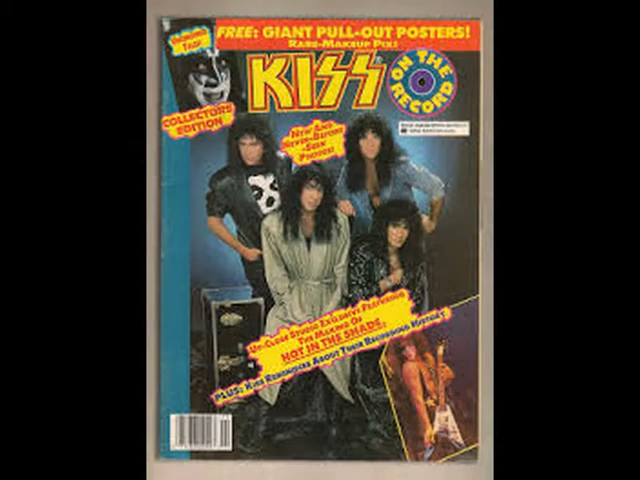 FREE: GIANT PULL-OUT POSTERS!
RARE-MAKEUP PIX!
KISS
ON THE
RECORD
COLLECTORS
EDITION
NEW AND
NEVER-BEFORE
-SEEN
PHOTOS!
UP-CLOSE STUDIO EXCLUSIVE FEATURING
THE MAKING OF
HOT IN THE SHADE
PLUS: KISS REMINISCES ABOUT THEIR RECORDING HISTORY